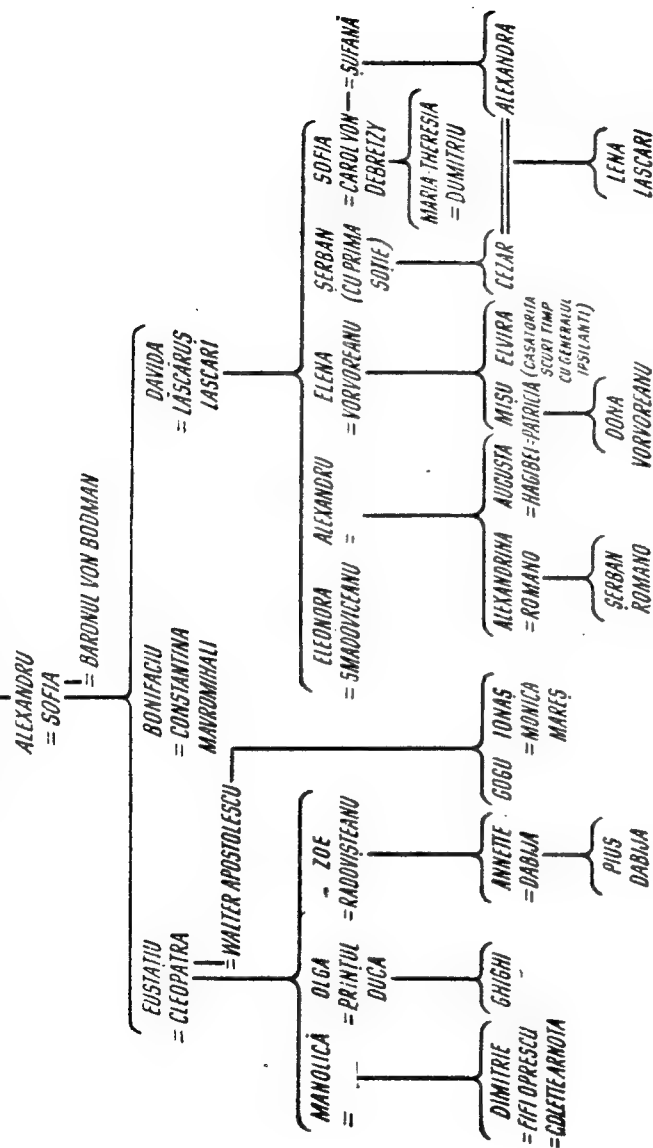 ALEXANDRU
= SOFIA
= BARONUL VON BODMAN
EUSTAȚIU
= CLEOPATRA
= WALTER APOSTOLESCU
BONIFACIU
= CONSTANTINA
MAVROMIHALI
DAVIDA
= LĂSCĂRUȘ
LASCARI
MANOLICĂ
=
OLGA
= PRINȚUL
DUCA
ZOE
= RADOVIȘTEANU
ELEONORA
= SMADOVICEANU
ALEXANDRU
=
ELENA
= VORVOREANU
ȘERBAN
(CU PRIMA
SOȚIE)
SOFIA
= CAROL VON
DEBRETZY
= ȘUFANĂ
MARIA-THERESIA
= DUMITRIU
DIMITRIE
= FIFI OPRESCU
= COLETTE ARNOTA
GHIGHI
ANNETTE
= DABIJA
GOGU
IONAȘ
= MONICA
MAREȘ
ALEXANDRINA
= ROMANO
AUGUSTA
= HAGIBEI
MIȘU
= PATRICIA
ELVIRA
(CASATORITA
SCURT TIMP
CU GENERALUL
IPSILANTI)
CEZAR
ALEXANDRA
PIUS
DABIJA
ȘERBAN
ROMANO
DONA
VORVOREANU
LENA
LASCARI